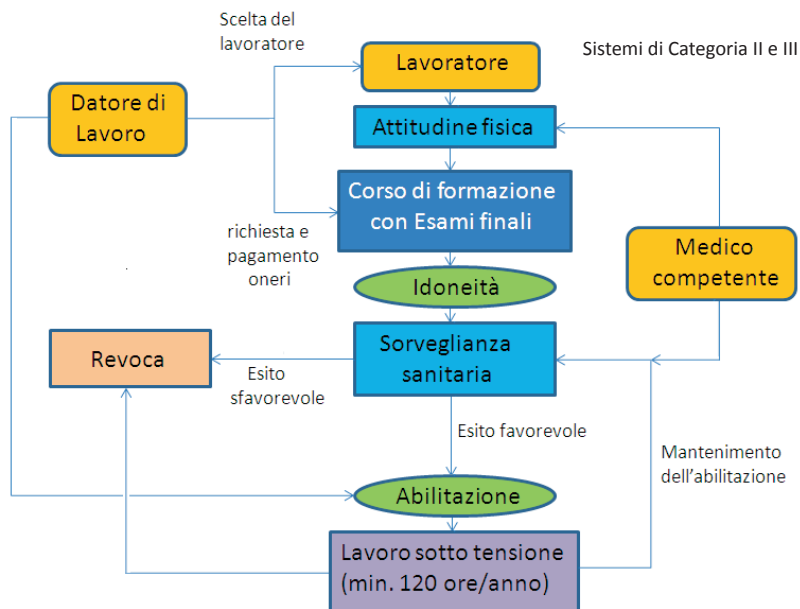 Scelta del
lavoratore
Sistemi di Categoria II e III
Lavoratore
Datore di
Lavoro
Attitudine fisica
Corso di formazione
con Esami finali
richiesta e
pagamento
oneri
Medico
competente
Idoneità
Sorveglianza
sanitaria
Revoca
Esito
sfavorevole
Esito favorevole
Mantenimento
dell'abilitazione
Abilitazione
Lavoro sotto tensione
(min. 120 ore/anno)